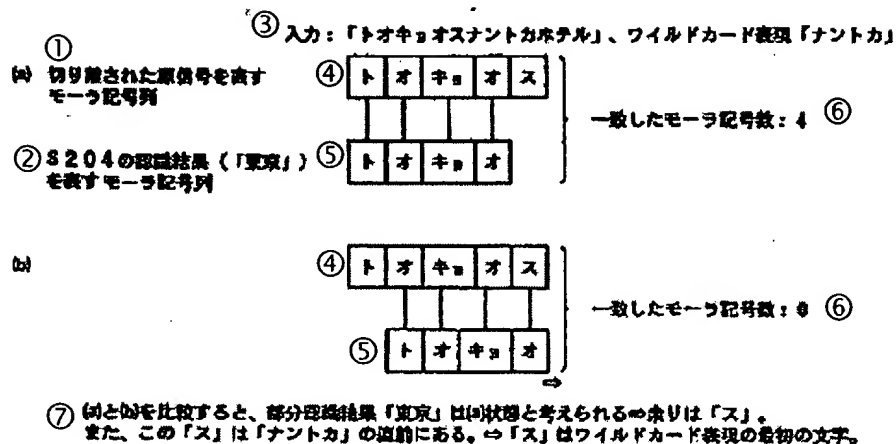 ③ 入力：「トオキョオスナントカホテル」、ワイルドカード表現「ナントカ」
①
(a) 切り離された原信号を表す
モーラ記号列
④ ト オ キョ オ ス
一致したモーラ記号数：4 ⑥
② S204の認識結果（「東京」）
を表すモーラ記号列
⑤ ト オ キョ オ
(b)
④ ト オ キョ オ ス
一致したモーラ記号数：0 ⑥
⑤ ト オ キョ オ
⇨
⑦ (a)と(b)を比較すると、部分認識結果「東京」は(a)状態と考えられる⇔余りは「ス」。
また、この「ス」は「ナントカ」の直前にある。⇔「ス」はワイルドカード表現の最初の文字。